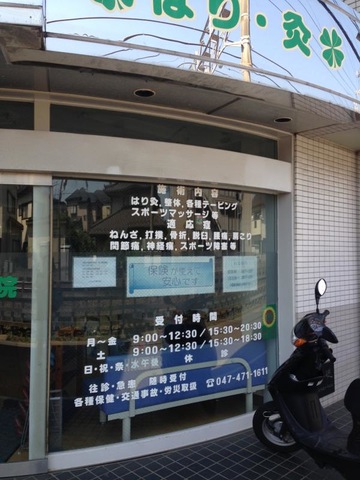 はり・灸
施術内容
はり灸,整体,各種テーピング
スポーツマッサージ 等
適応症
ねんざ,打撲,骨折,脱臼,腰痛,肩こり
関節痛,神経痛,スポーツ障害 等
保険が使えて
安心です
受付時間
月〜金 9:00〜12:30/15:30〜20:30
土 9:00〜12:30/15:30〜18:30
日・祝・祭・水午後 休診
往診・急患 随時受付 ☎047-471-1611
各種保健・交通事故・労災取扱
院